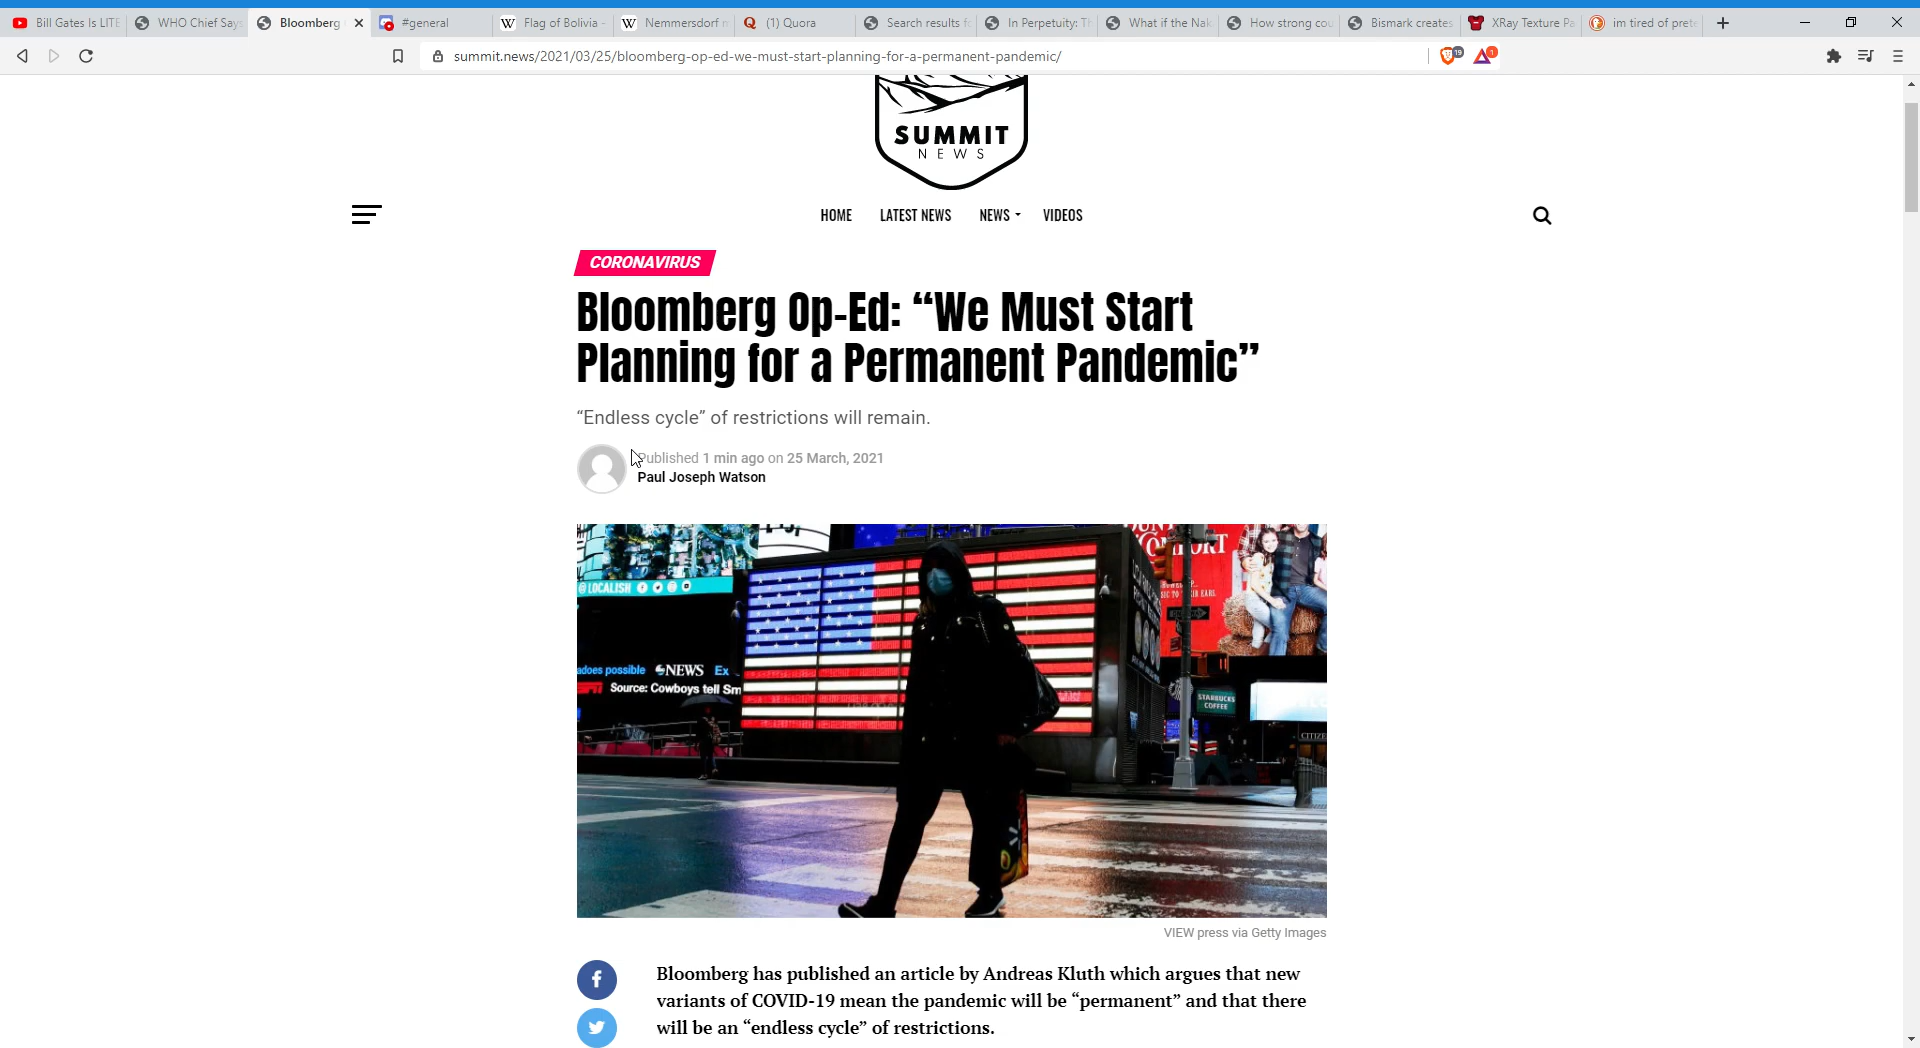 Bill Gates Is LITE
WHO Chief Says
Bloomberg
#general
Flag of Bolivia -
Nemmersdorf m
(1) Quora
Search results f
In Perpetuity: Th
What if the Nak
How strong cou
Bismark creates
XRay Texture Pa
im tired of prete
summit.news/2021/03/25/bloomberg-op-ed-we-must-start-planning-for-a-permanent-pandemic/
19
1
SUMMIT
NEWS
HOME
LATEST NEWS
NEWS
VIDEOS
CORONAVIRUS
Bloomberg Op-Ed: “We Must Start
Planning for a Permanent Pandemic”
“Endless cycle” of restrictions will remain.
Published 1 min ago on 25 March, 2021
Paul Joseph Watson
@LOCALISH
adoes possible
NEWS
Ex
Source: Cowboys tell Sm
STARBUCKS
COFFEE
VIEW press via Getty Images
Bloomberg has published an article by Andreas Kluth which argues that new
variants of COVID-19 mean the pandemic will be “permanent” and that there
will be an “endless cycle” of restrictions.